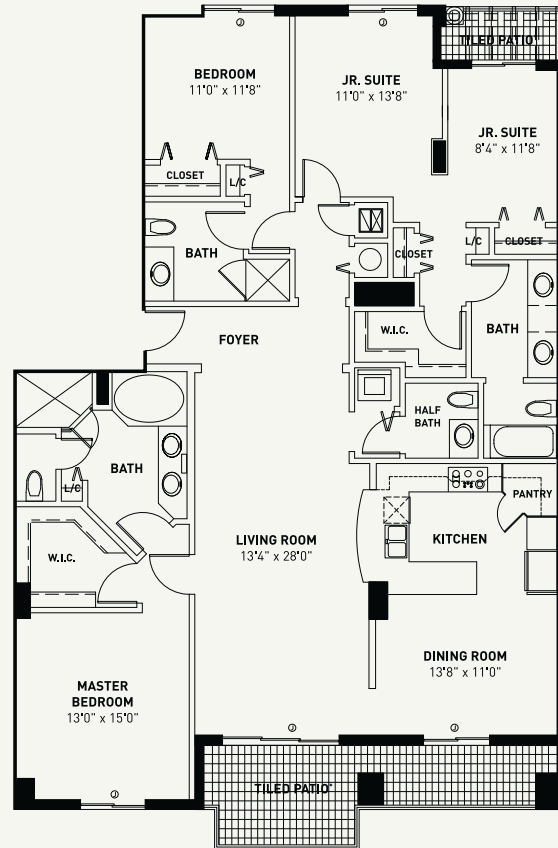 TILED PATIO
BEDROOM
11'0" x 11'8"
JR. SUITE
11'0" x 13'8"
JR. SUITE
8'4" x 11'8"
CLOSET
L/C
L/C
CLOSET
BATH
CLOSET
FOYER
W.I.C.
BATH
HALF
BATH
BATH
L/C
PANTRY
W.I.C.
LIVING ROOM
13'4" x 28'0"
KITCHEN
DINING ROOM
13'8" x 11'0"
MASTER
BEDROOM
13'0" x 15'0"
TILED PATIO